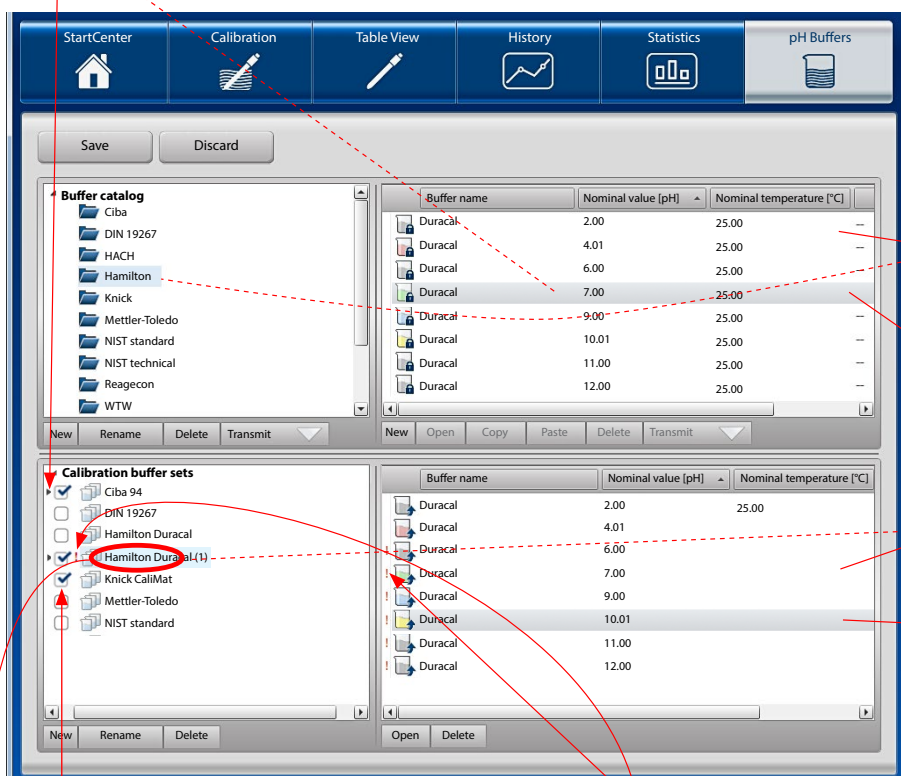 StartCenter Calibration Table View History Statistics pH Buffers
Save Discard
Buffer catalog
Ciba
DIN 19267
HACH
Hamilton
Knick
Mettler-Toledo
NIST standard
NIST technical
Reagecon
WTW
New Rename Delete Transmit
Buffer name Nominal value [pH] Nominal temperature [°C]
Duracal 2.00 25.00 --
Duracal 4.01 25.00 --
Duracal 6.00 25.00 --
Duracal 7.00 25.00 --
Duracal 9.00 25.00 --
Duracal 10.01 25.00 --
Duracal 11.00 25.00 --
Duracal 12.00 25.00 --
New Open Copy Paste Delete Transmit
Calibration buffer sets
Ciba 94
DIN 19267
Hamilton Duracal
! Hamilton Duracal (1)
Knick CaliMat
Mettler-Toledo
NIST standard
New Rename Delete
Buffer name Nominal value [pH] Nominal temperature [°C]
Duracal 2.00 25.00
Duracal 4.01
! Duracal 6.00
! Duracal 7.00
! Duracal 9.00
! Duracal 10.01
! Duracal 11.00
! Duracal 12.00
Open Delete